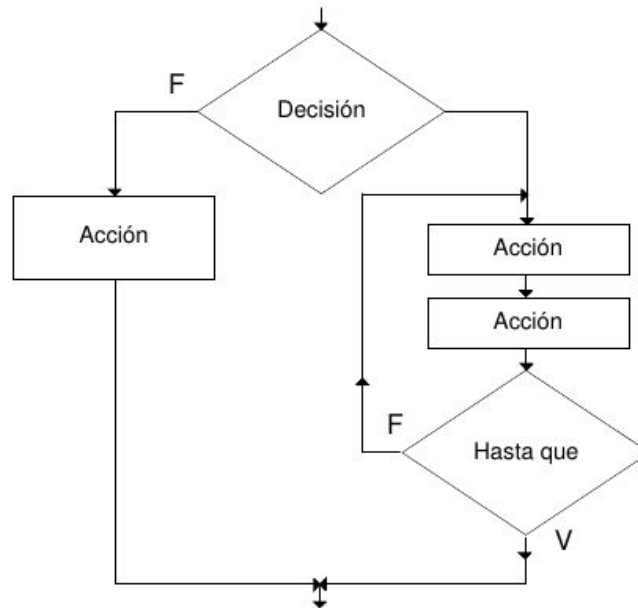 F
Decisión
Acción
Acción
Acción
F
Hasta que
V